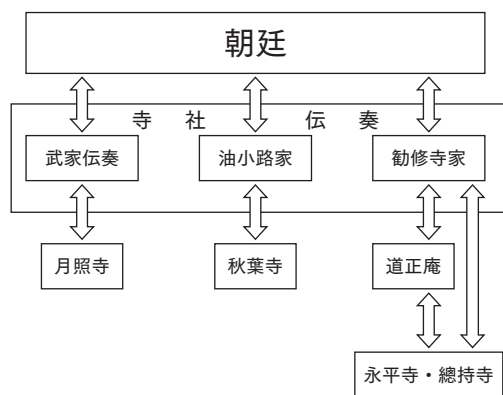 朝廷
寺社伝奏
武家伝奏
油小路家
勧修寺家
月照寺
秋葉寺
道正庵
永平寺・總持寺